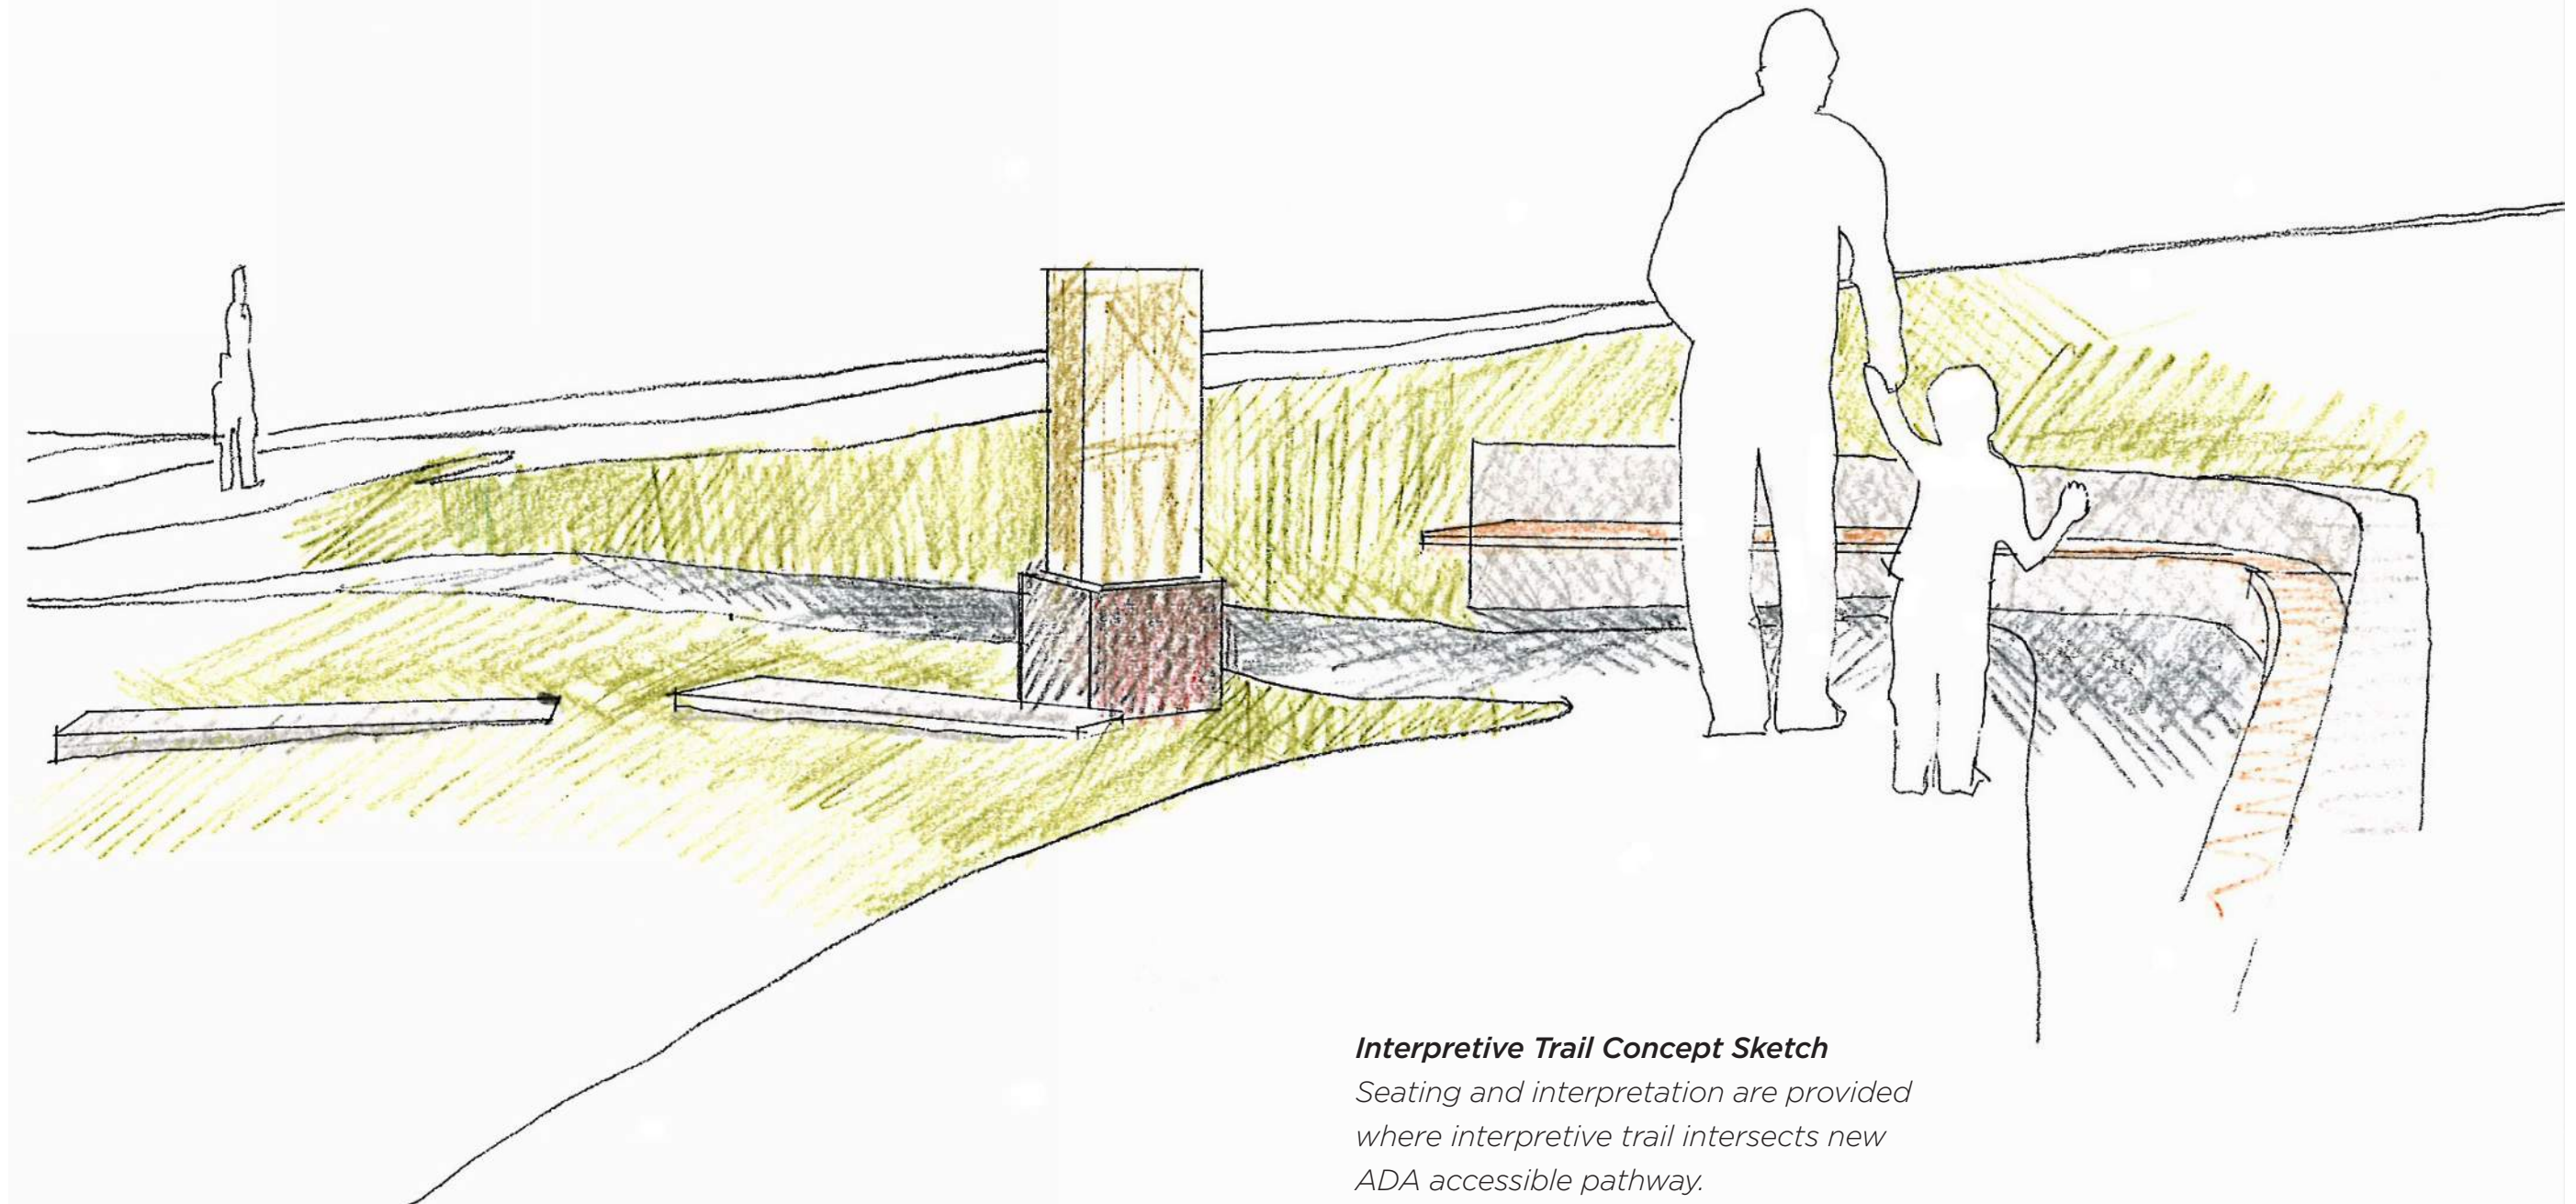 Interpretive Trail Concept Sketch
Seating and interpretation are provided
where interpretive trail intersects new
ADA accessible pathway.